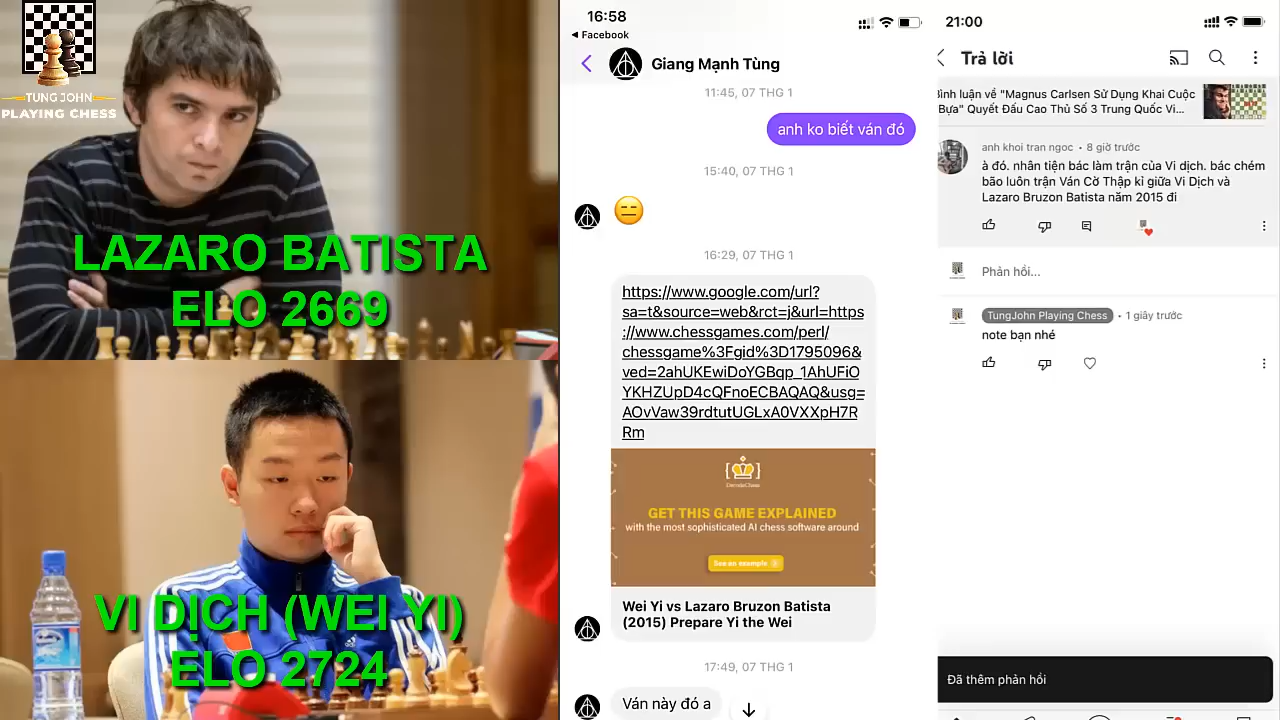 TUNG JOHN
PLAYING CHESS
LAZARO BATISTA
ELO 2669
VI DỊCH (WEI YI)
ELO 2724
16:58
Facebook
Giang Mạnh Tùng
11:45, 07 THG 1
anh ko biết ván đó
15:40, 07 THG 1
16:29, 07 THG 1
https://www.google.com/url?
sa=t&source=web&rct=j&url=https
://www.chessgames.com/perl/
chessgame%3Fgid%3D1795096&
ved=2ahUKEwiDoYGBqp_1AhUFiO
YKHZUpD4cQFnoECBAQAQ&usg=
AOvVaw39rdtutUGLxA0VXXpH7R
Rm
DecodeChess
GET THIS GAME EXPLAINED
with the most sophisticated AI chess software around
See an example
Wei Yi vs Lazaro Bruzon Batista
(2015) Prepare Yi the Wei
17:49, 07 THG 1
Ván này đó a
21:00
Trả lời
Bình luận về "Magnus Carlsen Sử Dụng Khai Cuộc
"Bựa" Quyết Đấu Cao Thủ Số 3 Trung Quốc Vi...
anh khoi tran ngoc • 8 giờ trước
à đó. nhân tiện bác làm trận của Vi dịch. bác chém
bão luôn trận Ván Cờ Thập kỉ giữa Vi Dịch và
Lazaro Bruzon Batista năm 2015 đi
Phản hồi...
TungJohn Playing Chess • 1 giây trước
note bạn nhé
Đã thêm phản hồi